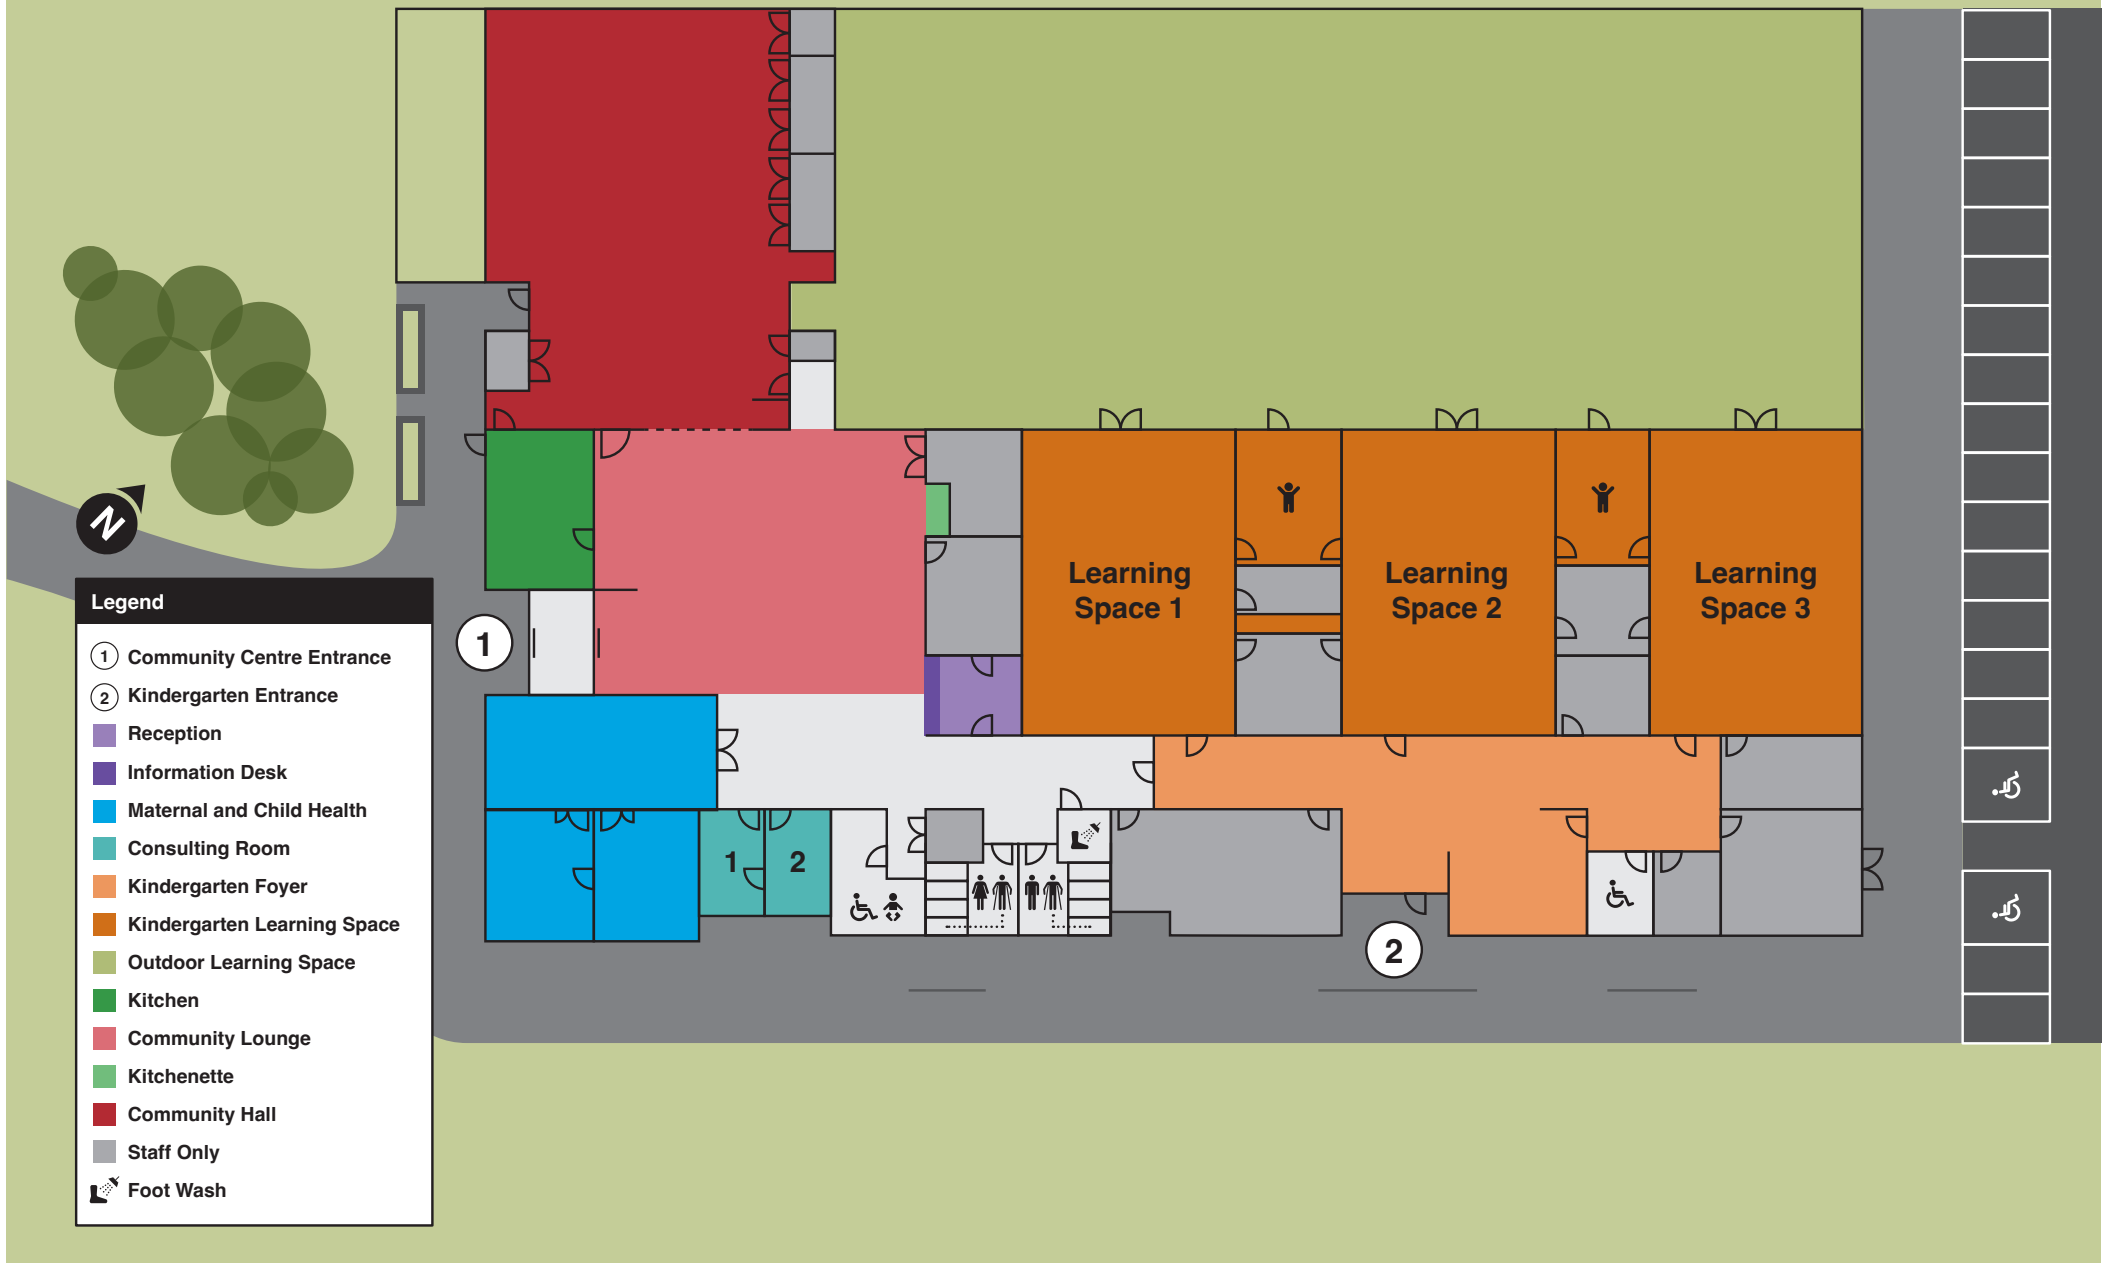 Learning
Space 1
Learning
Space 2
Learning
Space 3
N
1
1
2
2
Legend
1 Community Centre Entrance
2 Kindergarten Entrance
Reception
Information Desk
Maternal and Child Health
Consulting Room
Kindergarten Foyer
Kindergarten Learning Space
Outdoor Learning Space
Kitchen
Community Lounge
Kitchenette
Community Hall
Staff Only
Foot Wash